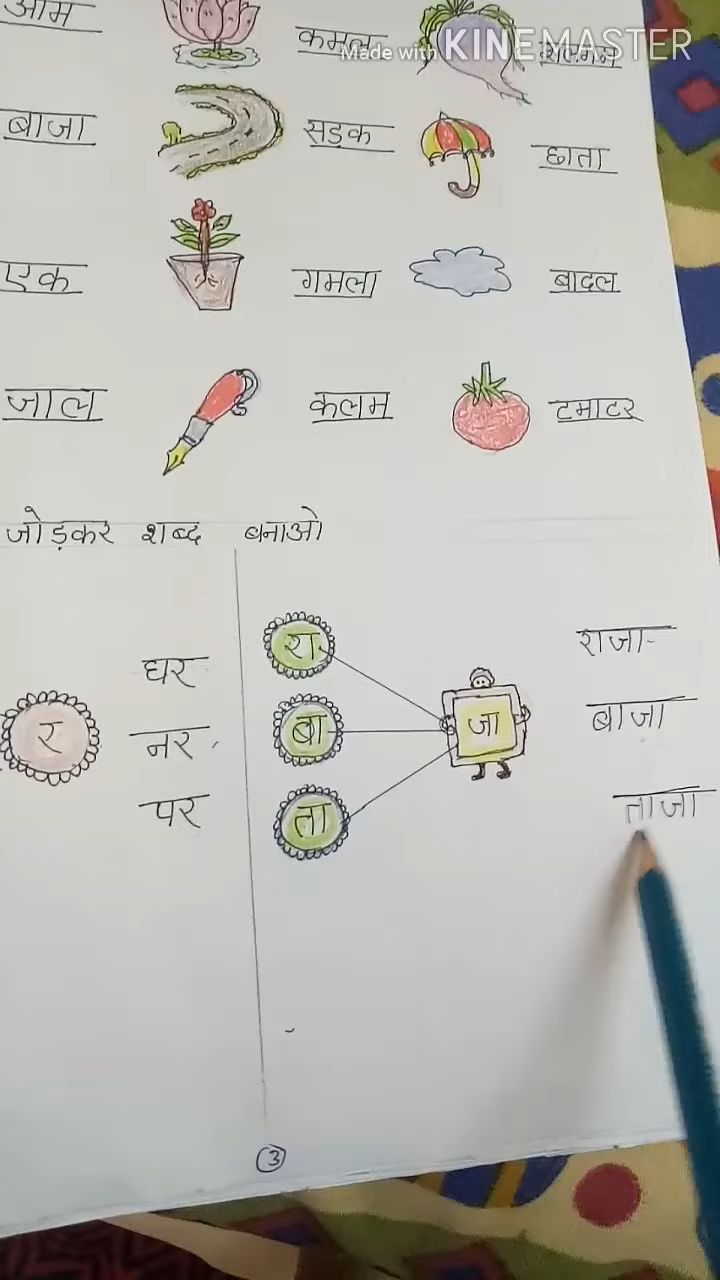 आम कमल शलगम
Made with KINEMASTER
बाजा सड़क छाता
एक गमला बादल
जाल कलम टमाटर
जोड़कर शब्द बनाओ
घर रा राजा
र नर बा जा बाजा
पर ता ताजा
3